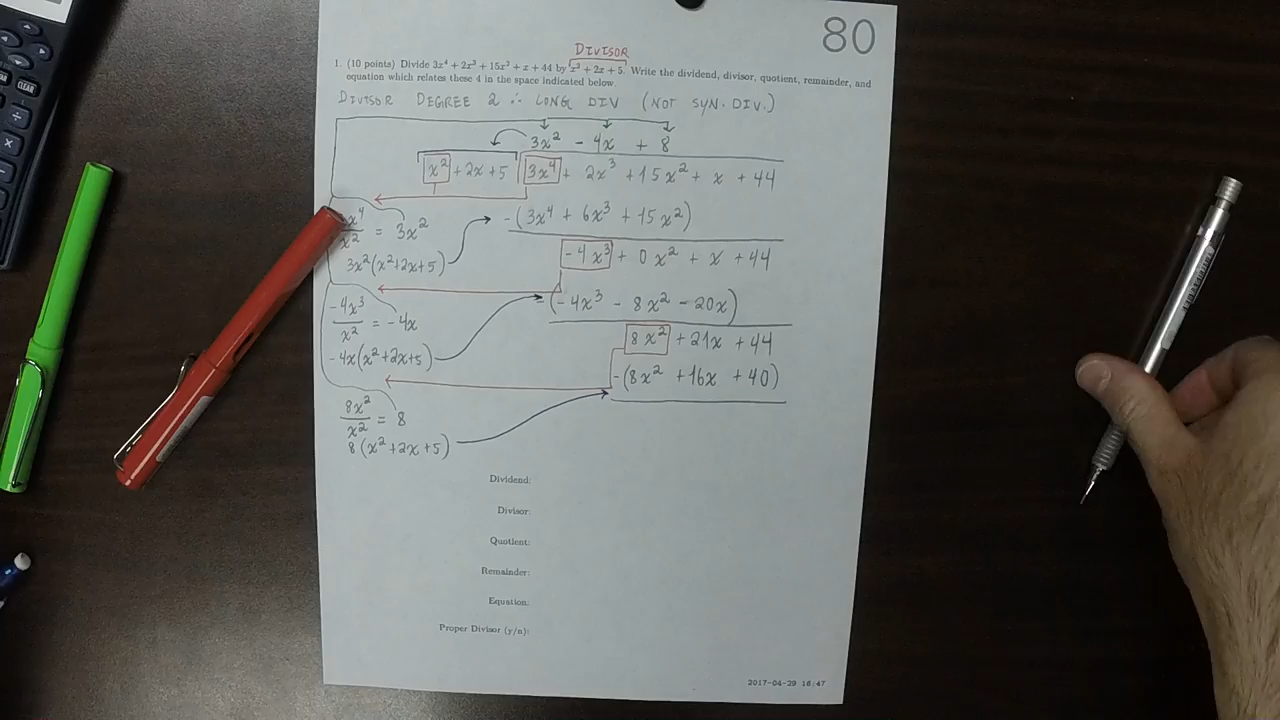 80
DIVISOR
1. (10 points) Divide 3x⁴ + 2x³ + 15x² + x + 44 by x² + 2x + 5. Write the dividend, divisor, quotient, remainder, and
equation which relates these 4 in the space indicated below.
DIVISOR DEGREE 2 ∴ LONG DIV (NOT SYN. DIV.)
3x² - 4x + 8
x² + 2x + 5 3x⁴ + 2x³ + 15x² + x + 44
x⁴/x² = 3x² -(3x⁴ + 6x³ + 15x²)
3x²(x²+2x+5) -4x³ + 0x² + x + 44
-4x³/x² = -4x -(-4x³ - 8x² - 20x)
-4x(x²+2x+5) 8x² + 21x + 44
8x²/x² = 8 -(8x² + 16x + 40)
8(x²+2x+5)
Dividend:
Divisor:
Quotient:
Remainder:
Equation:
Proper Divisor (y/n):
2017-04-29 16:47
CLEAR